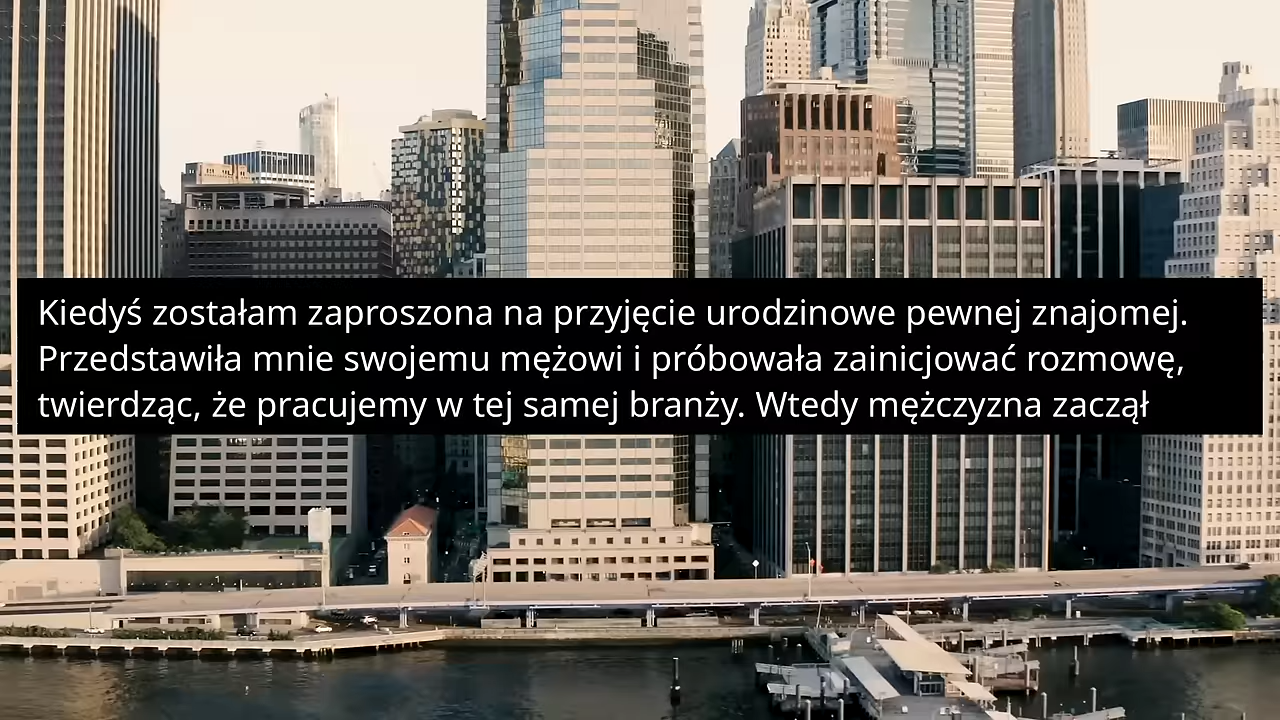 Kiedyś zostałam zaproszona na przyjęcie urodzinowe pewnej znajomej.
Przedstawiła mnie swojemu mężowi i próbowała zainicjować rozmowę,
twierdząc, że pracujemy w tej samej branży. Wtedy mężczyzna zaczął